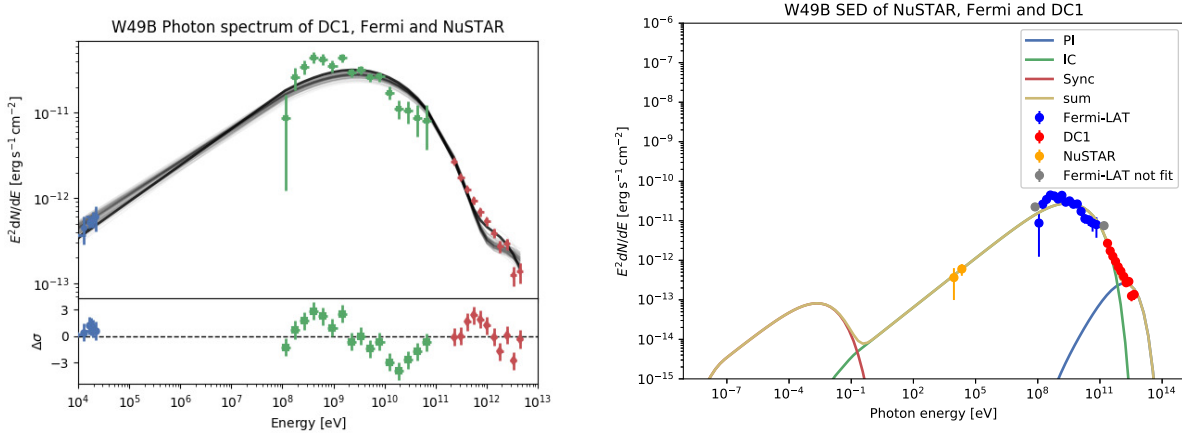 W49B Photon spectrum of DC1, Fermi and NuSTAR
E²dN/dE [erg s⁻¹ cm⁻²]
10⁻¹¹
10⁻¹²
10⁻¹³
Δσ
3
0
−3
10⁴ 10⁵ 10⁶ 10⁷ 10⁸ 10⁹ 10¹⁰ 10¹¹ 10¹² 10¹³
Energy [eV]
W49B SED of NuSTAR, Fermi and DC1
E²dN/dE [erg s⁻¹ cm⁻²]
10⁻⁶
10⁻⁷
10⁻⁸
10⁻⁹
10⁻¹⁰
10⁻¹¹
10⁻¹²
10⁻¹³
10⁻¹⁴
10⁻¹⁵
PI
IC
Sync
sum
Fermi-LAT
DC1
NuSTAR
Fermi-LAT not fit
10⁻⁷ 10⁻⁴ 10⁻¹ 10² 10⁵ 10⁸ 10¹¹ 10¹⁴
Photon energy [eV]